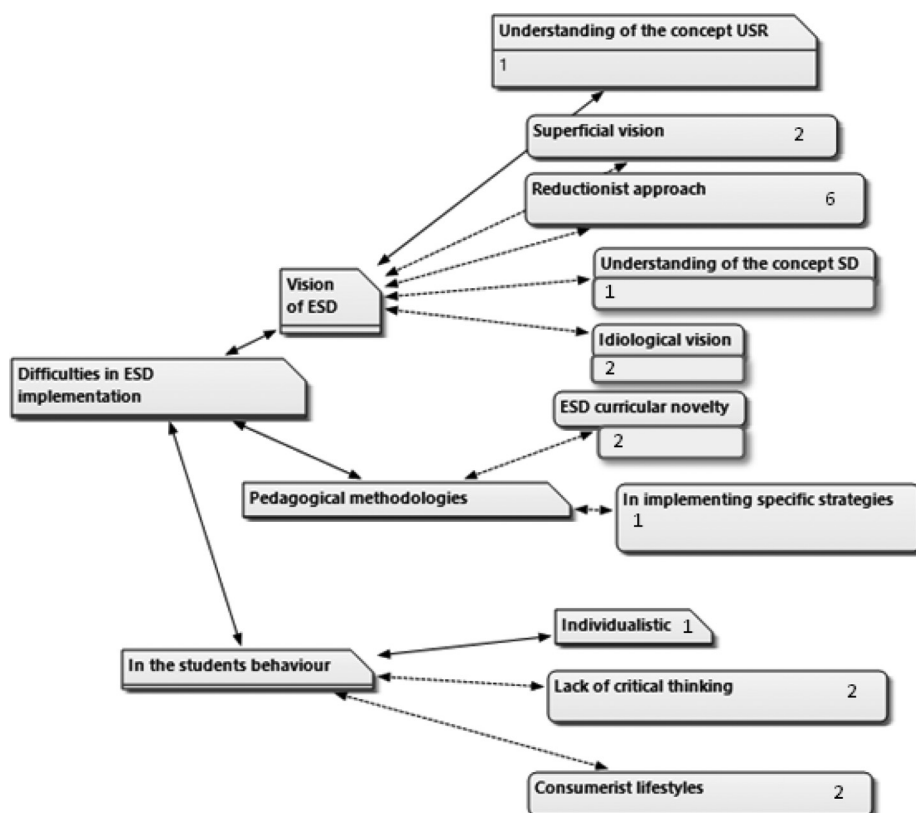 Understanding of the concept USR
1
Superficial vision 2
Reductionist approach 6
Understanding of the concept SD
1
Vision
of ESD
Idiological vision
2
Difficulties in ESD
implementation
ESD curricular novelty
2
Pedagogical methodologies
In implementing specific strategies
1
Individualistic 1
In the students behaviour
Lack of critical thinking 2
Consumerist lifestyles 2